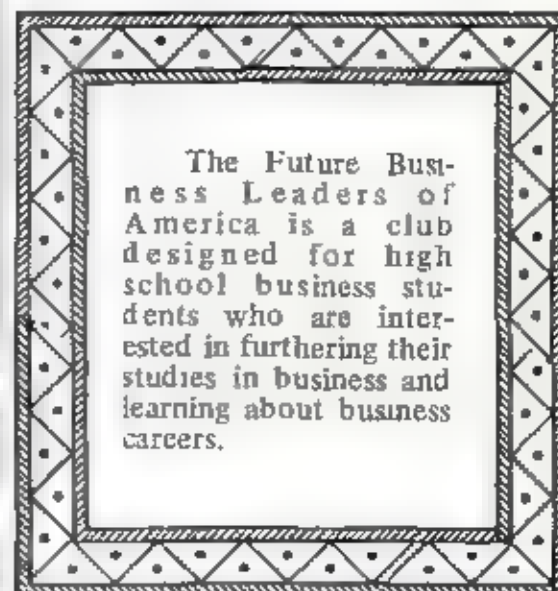 The Future Busi-
ness Leaders of
America is a club
designed for high
school business stu-
dents who are inter-
ested in furthering their
studies in business and
learning about business
careers.